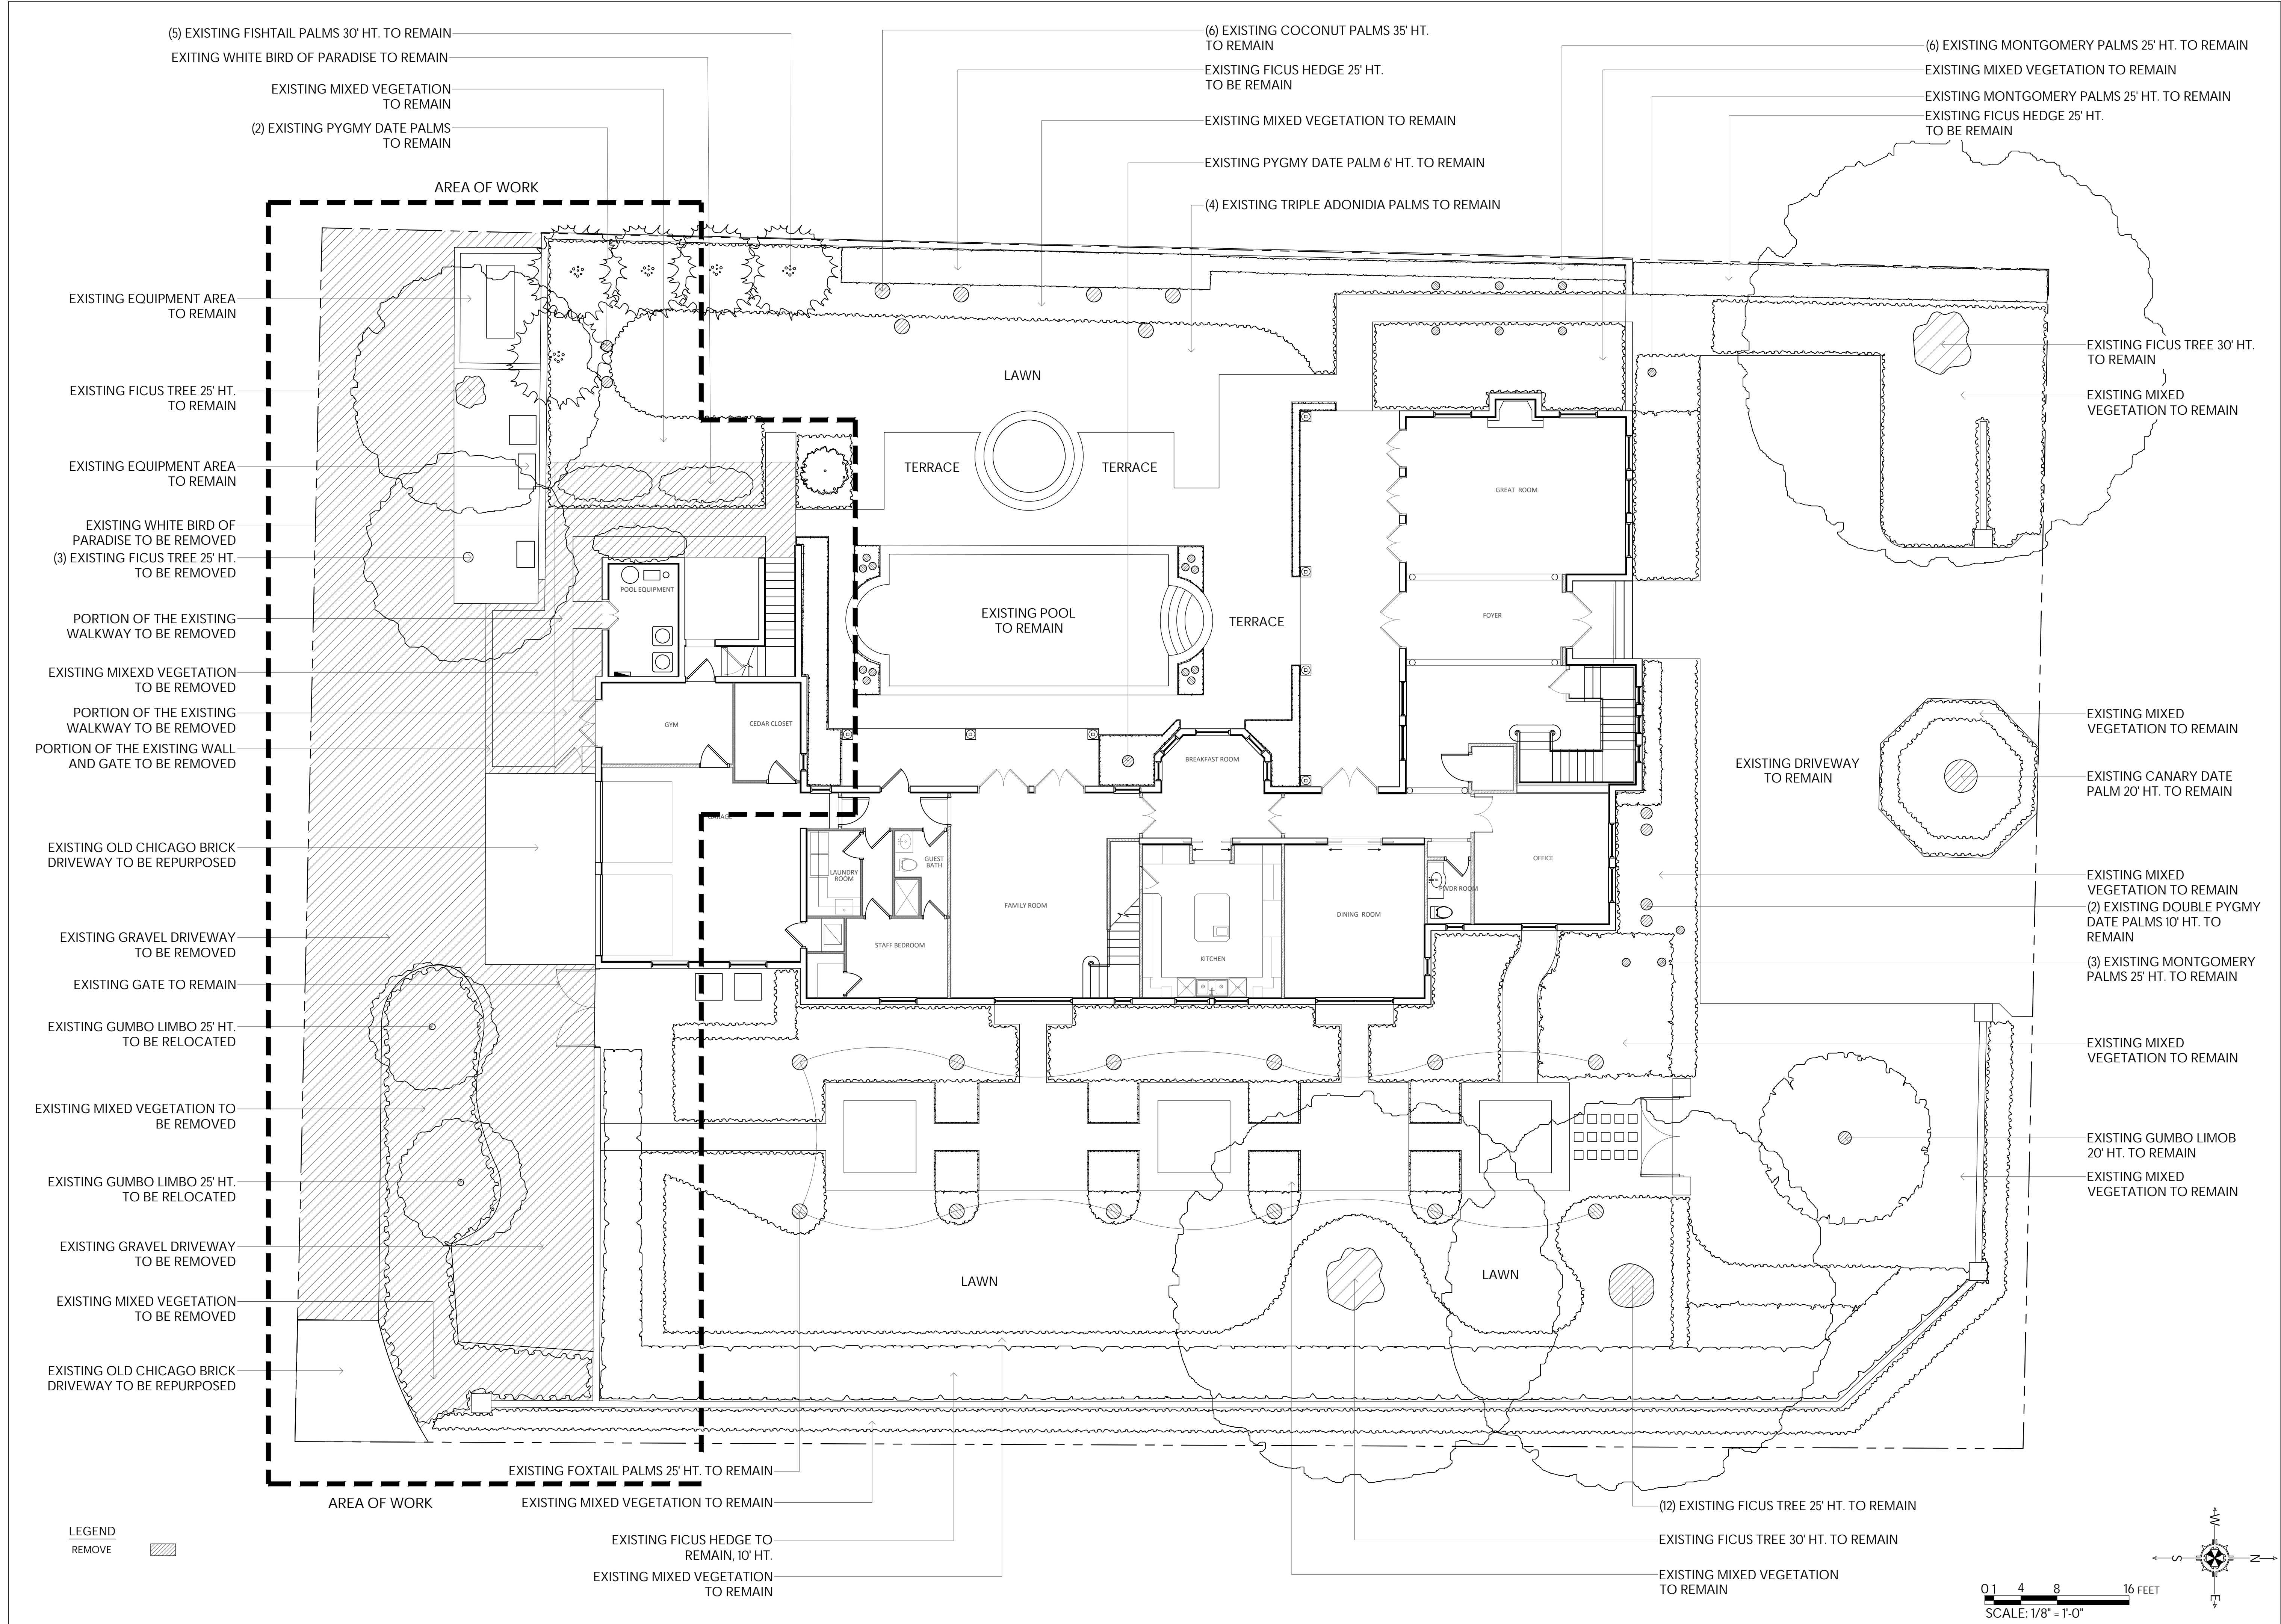 (5) EXISTING FISHTAIL PALMS 30' HT. TO REMAIN
EXITING WHITE BIRD OF PARADISE TO REMAIN
EXISTING MIXED VEGETATION
TO REMAIN
(2) EXISTING PYGMY DATE PALMS
TO REMAIN
(6) EXISTING COCONUT PALMS 35' HT.
TO REMAIN
EXISTING FICUS HEDGE 25' HT.
TO BE REMAIN
EXISTING MIXED VEGETATION TO REMAIN
EXISTING PYGMY DATE PALM 6' HT. TO REMAIN
(4) EXISTING TRIPLE ADONIDIA PALMS TO REMAIN
(6) EXISTING MONTGOMERY PALMS 25' HT. TO REMAIN
EXISTING MIXED VEGETATION TO REMAIN
EXISTING MONTGOMERY PALMS 25' HT. TO REMAIN
EXISTING FICUS HEDGE 25' HT.
TO BE REMAIN
AREA OF WORK
EXISTING EQUIPMENT AREA
TO REMAIN
EXISTING FICUS TREE 25' HT.
TO REMAIN
EXISTING EQUIPMENT AREA
TO REMAIN
EXISTING WHITE BIRD OF
PARADISE TO BE REMOVED
(3) EXISTING FICUS TREE 25' HT.
TO BE REMOVED
PORTION OF THE EXISTING
WALKWAY TO BE REMOVED
EXISTING MIXEXD VEGETATION
TO BE REMOVED
PORTION OF THE EXISTING
WALKWAY TO BE REMOVED
PORTION OF THE EXISTING WALL
AND GATE TO BE REMOVED
EXISTING OLD CHICAGO BRICK
DRIVEWAY TO BE REPURPOSED
EXISTING GRAVEL DRIVEWAY
TO BE REMOVED
EXISTING GATE TO REMAIN
EXISTING GUMBO LIMBO 25' HT.
TO BE RELOCATED
EXISTING MIXED VEGETATION TO
BE REMOVED
EXISTING GUMBO LIMBO 25' HT.
TO BE RELOCATED
EXISTING GRAVEL DRIVEWAY
TO BE REMOVED
EXISTING MIXED VEGETATION
TO BE REMOVED
EXISTING OLD CHICAGO BRICK
DRIVEWAY TO BE REPURPOSED
LAWN
TERRACE
TERRACE
EXISTING POOL
TO REMAIN
TERRACE
POOL EQUIPMENT
GYM
CEDAR CLOSET
GARAGE
LAUNDRY
ROOM
GUEST
BATH
STAFF BEDROOM
FAMILY ROOM
BREAKFAST ROOM
KITCHEN
DINING ROOM
PWDR ROOM
OFFICE
FOYER
GREAT ROOM
LAWN
LAWN
EXISTING DRIVEWAY
TO REMAIN
EXISTING FICUS TREE 30' HT.
TO REMAIN
EXISTING MIXED
VEGETATION TO REMAIN
EXISTING MIXED
VEGETATION TO REMAIN
EXISTING CANARY DATE
PALM 20' HT. TO REMAIN
EXISTING MIXED
VEGETATION TO REMAIN
(2) EXISTING DOUBLE PYGMY
DATE PALMS 10' HT. TO
REMAIN
(3) EXISTING MONTGOMERY
PALMS 25' HT. TO REMAIN
EXISTING MIXED
VEGETATION TO REMAIN
EXISTING GUMBO LIMOB
20' HT. TO REMAIN
EXISTING MIXED
VEGETATION TO REMAIN
EXISTING FOXTAIL PALMS 25' HT. TO REMAIN
EXISTING MIXED VEGETATION TO REMAIN
EXISTING FICUS HEDGE TO
REMAIN, 10' HT.
EXISTING MIXED VEGETATION
TO REMAIN
(12) EXISTING FICUS TREE 25' HT. TO REMAIN
EXISTING FICUS TREE 30' HT. TO REMAIN
EXISTING MIXED VEGETATION
TO REMAIN
AREA OF WORK
LEGEND
REMOVE
W
S
N
E
0 1 4 8 16 FEET
SCALE: 1/8" = 1'-0"